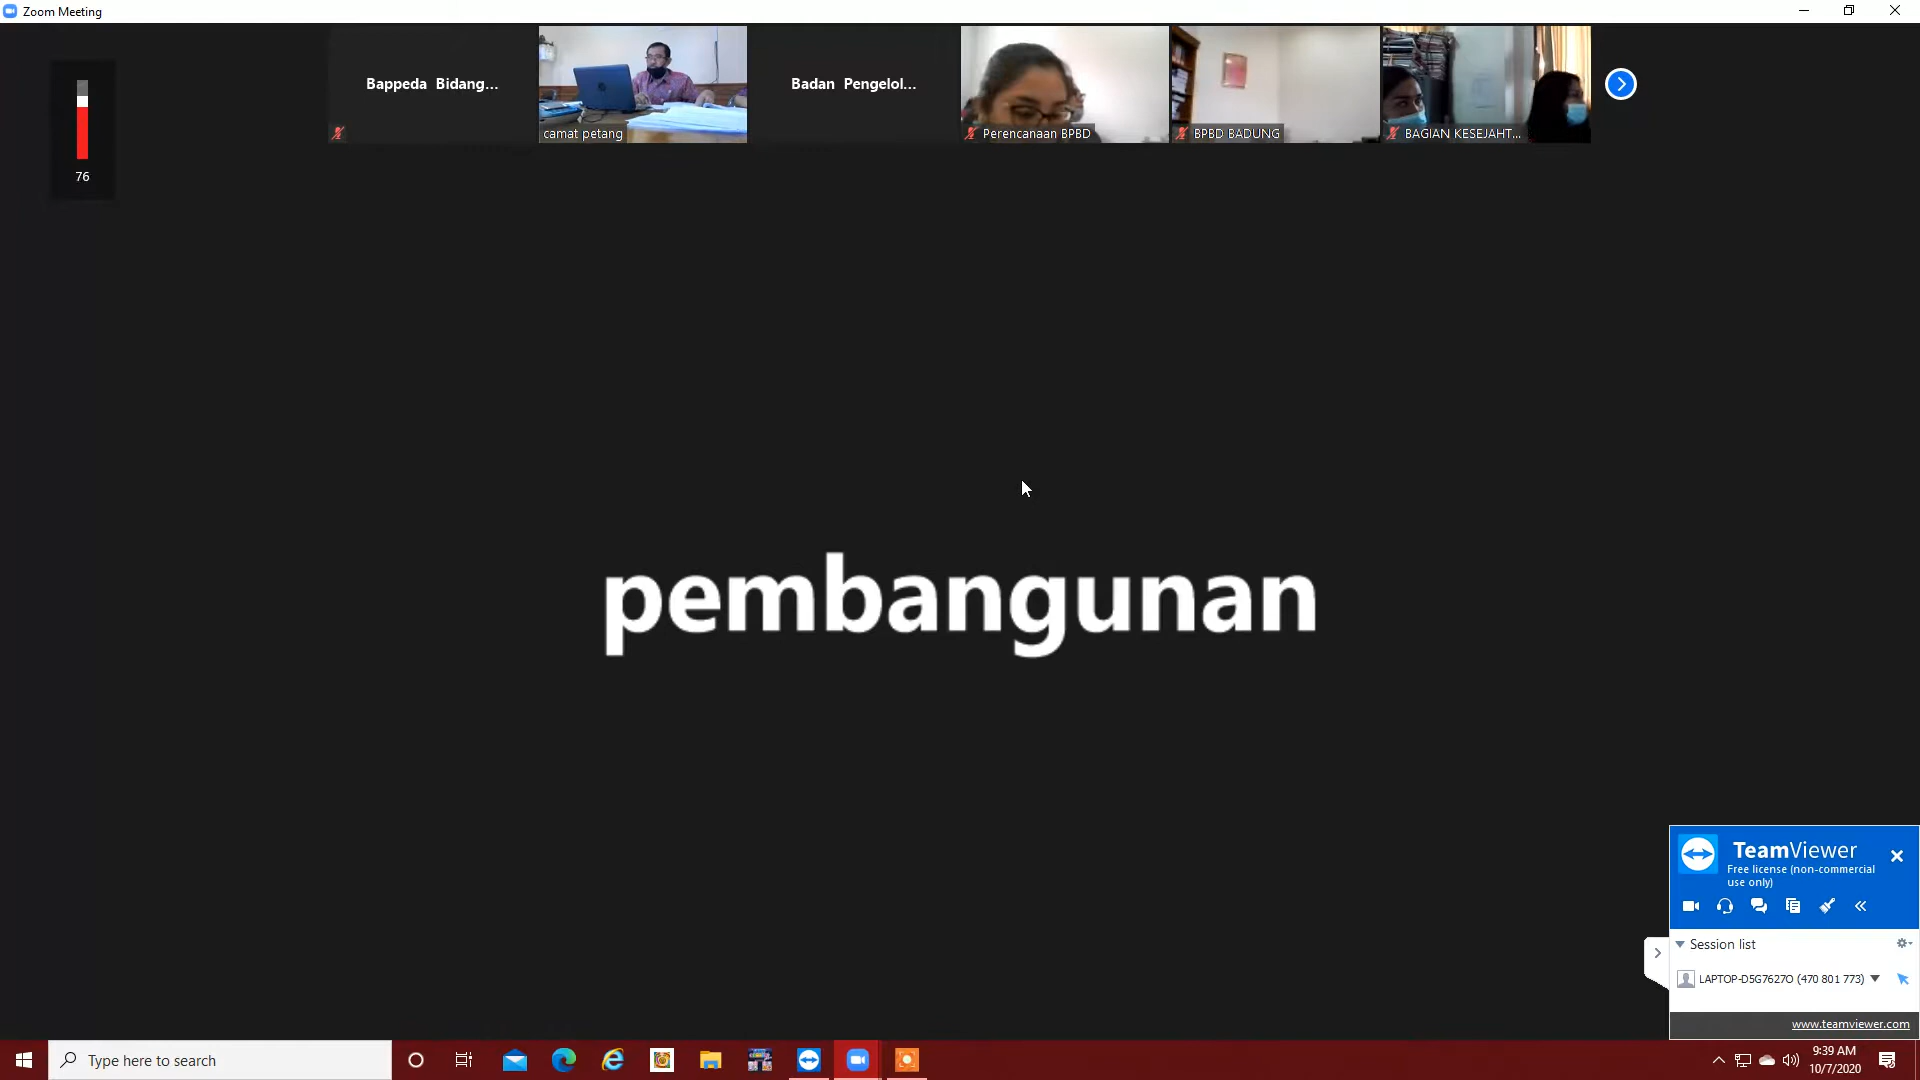 Zoom Meeting
76
Bappeda Bidang...
camat petang
Badan Pengelol...
Perencanaan BPBD
BPBD BADUNG
BAGIAN KESEJAHT...
pembangunan
TeamViewer
Free license (non-commercial
use only)
Session list
LAPTOP-D5G7627O (470 801 773)
www.teamviewer.com
Type here to search
9:39 AM
10/7/2020